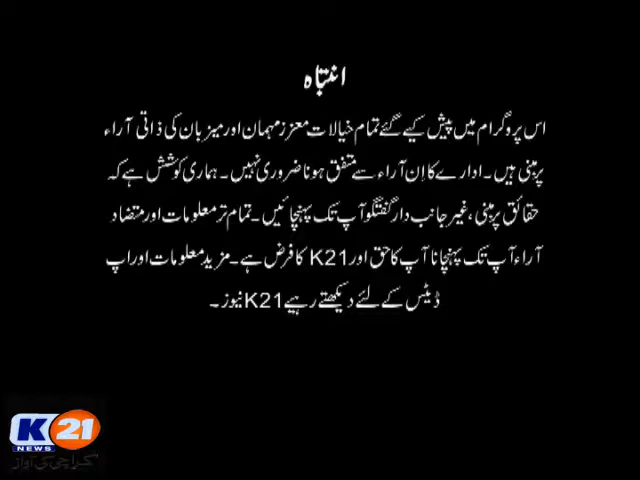 انتباہ
اس پروگرام میں پیش کیے گئے تمام خیالات معزز مہمان اور میزبان کی ذاتی آراء
پر مبنی ہیں۔ ادارے کا اِن آراء سے متفق ہونا ضروری نہیں۔ ہماری کوشش ہے کہ
حقائق پر مبنی، غیر جانب دار گفتگو آپ تک پہنچائیں۔ تمام تر معلومات اور متضاد
آراء آپ تک پہنچانا آپ کا حق اور K21 کا فرض ہے۔ مزید معلومات اور اپ
ڈیٹس کے لئے دیکھتے رہیے K21 نیوز۔
K21
NEWS
کراچی کی آواز